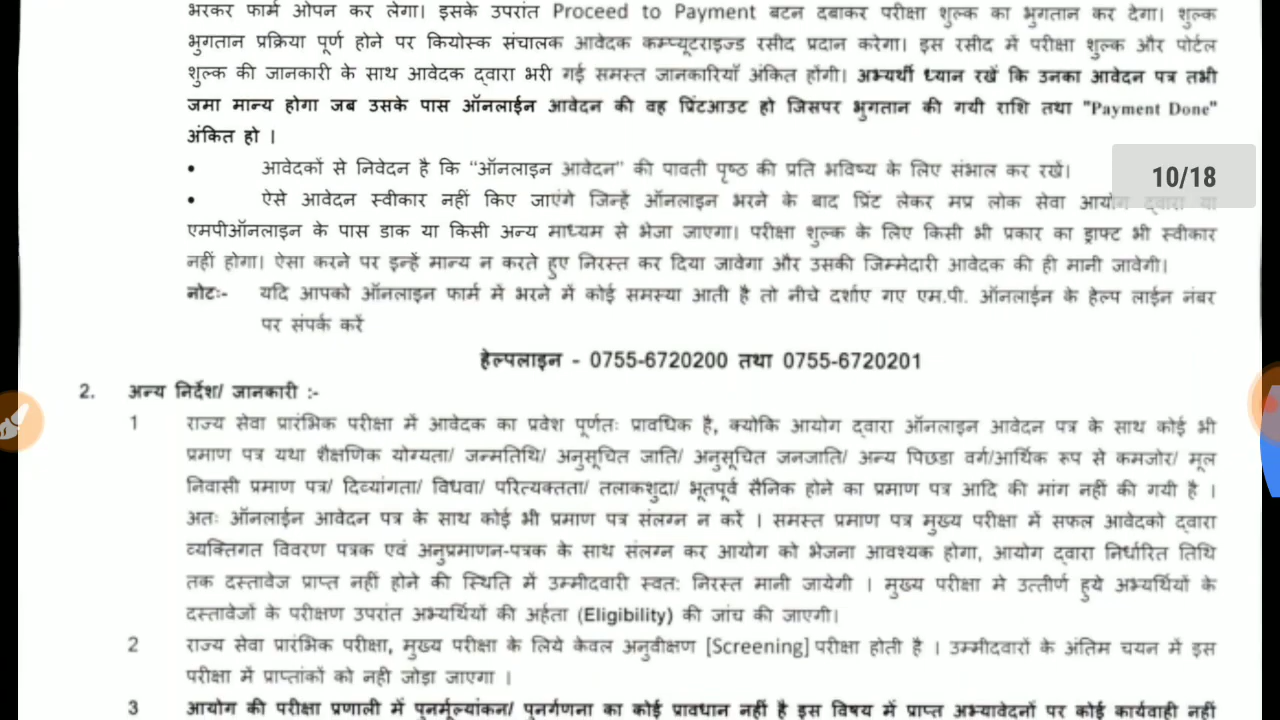 भरकर फार्म ओपन कर लेगा। इसके उपरांत Proceed to Payment बटन दबाकर परीक्षा शुल्क का भुगतान कर देगा। शुल्क
भुगतान प्रक्रिया पूर्ण होने पर कियोस्क संचालक आवेदक कम्प्यूटराइज्ड रसीद प्रदान करेगा। इस रसीद में परीक्षा शुल्क और पोर्टल
शुल्क की जानकारी के साथ आवेदक द्वारा भरी गई समस्त जानकारियाँ अंकित होंगी। अभ्यर्थी ध्यान रखें कि उनका आवेदन पत्र तभी
जमा मान्य होगा जब उसके पास ऑनलाईन आवेदन की वह प्रिंटआउट हो जिसपर भुगतान की गयी राशि तथा "Payment Done"
अंकित हो ।
• आवेदकों से निवेदन है कि "ऑनलाइन आवेदन" की पावती पृष्ठ की प्रति भविष्य के लिए संभाल कर रखें।
10/18
• ऐसे आवेदन स्वीकार नहीं किए जाएंगे जिन्हें ऑनलाइन भरने के बाद प्रिंट लेकर मप्र लोक सेवा आयोग द्वारा या
एमपीऑनलाइन के पास डाक या किसी अन्य माध्यम से भेजा जाएगा। परीक्षा शुल्क के लिए किसी भी प्रकार का ड्राफ्ट भी स्वीकार
नहीं होगा। ऐसा करने पर इन्हें मान्य न करते हुए निरस्त कर दिया जावेगा और उसकी जिम्मेदारी आवेदक की ही मानी जावेगी।
नोटः- यदि आपको ऑनलाइन फार्म में भरने में कोई समस्या आती है तो नीचे दर्शाए गए एम.पी. ऑनलाईन के हेल्प लाईन नंबर
पर संपर्क करें
हेल्पलाइन - 0755-6720200 तथा 0755-6720201
2. अन्य निर्देश/ जानकारी :-
1 राज्य सेवा प्रारंभिक परीक्षा में आवेदक का प्रवेश पूर्णतः प्रावधिक है, क्योकि आयोग द्वारा ऑनलाइन आवेदन पत्र के साथ कोई भी
प्रमाण पत्र यथा शैक्षणिक योग्यता/ जन्मतिथि/ अनुसूचित जाति/ अनुसूचित जनजाति/ अन्य पिछडा वर्ग/आर्थिक रूप से कमजोर/ मूल
निवासी प्रमाण पत्र/ दिव्यांगता/ विधवा/ परित्यक्तता/ तलाकशुदा/ भूतपूर्व सैनिक होने का प्रमाण पत्र आदि की मांग नहीं की गयी है ।
अतः ऑनलाईन आवेदन पत्र के साथ कोई भी प्रमाण पत्र संलग्न न करें । समस्त प्रमाण पत्र मुख्य परीक्षा में सफल आवेदको द्वारा
व्यक्तिगत विवरण पत्रक एवं अनुप्रमाणन-पत्रक के साथ संलग्न कर आयोग को भेजना आवश्यक होगा, आयोग द्वारा निर्धारित तिथि
तक दस्तावेज प्राप्त नहीं होने की स्थिति में उम्मीदवारी स्वत: निरस्त मानी जायेगी । मुख्य परीक्षा मे उत्तीर्ण हुये अभ्यर्थियों के
दस्तावेजों के परीक्षण उपरांत अभ्यर्थियों की अर्हता (Eligibility) की जांच की जाएगी।
2 राज्य सेवा प्रारंभिक परीक्षा, मुख्य परीक्षा के लिये केवल अनुवीक्षण [Screening] परीक्षा होती है । उम्मीदवारों के अंतिम चयन में इस
परीक्षा में प्राप्तांकों को नही जोड़ा जाएगा ।
3 आयोग की परीक्षा प्रणाली में पुनर्मूल्यांकन/ पुनर्गणना का कोई प्रावधान नहीं है इस विषय में प्राप्त अभ्यावेदनों पर कोई कार्यवाही नहीं